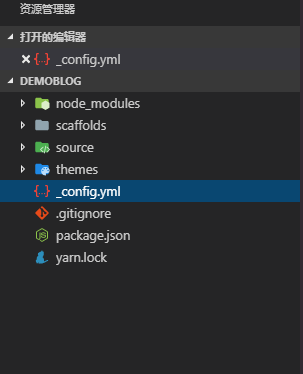 资源管理器
打开的编辑器
_config.yml
DEMOBLOG
node_modules
scaffolds
source
themes
_config.yml
.gitignore
package.json
yarn.lock